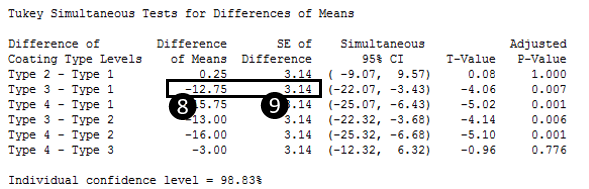 Tukey Simultaneous Tests for Differences of Means
Difference of Difference SE of Simultaneous Adjusted
Coating Type Levels of Means Difference 95% CI T-Value P-Value
Type 2 - Type 1 0.25 3.14 ( -9.07, 9.57) 0.08 1.000
Type 3 - Type 1 -12.75 3.14 (-22.07, -3.43) -4.06 0.007
Type 4 - Type 1 15.75 3.14 (-25.07, -6.43) -5.02 0.001
Type 3 - Type 2 -13.00 3.14 (-22.32, -3.68) -4.14 0.006
Type 4 - Type 2 -16.00 3.14 (-25.32, -6.68) -5.10 0.001
Type 4 - Type 3 -3.00 3.14 (-12.32, 6.32) -0.96 0.776
8 9
Individual confidence level = 98.83%